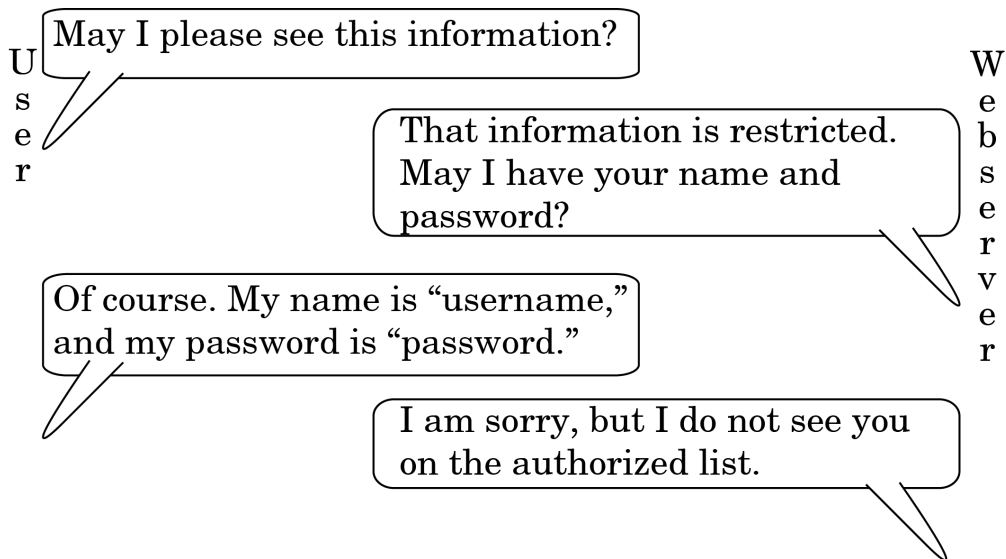 User
May I please see this information?
Webserver
That information is restricted.
May I have your name and
password?
Of course. My name is “username,”
and my password is “password.”
I am sorry, but I do not see you
on the authorized list.